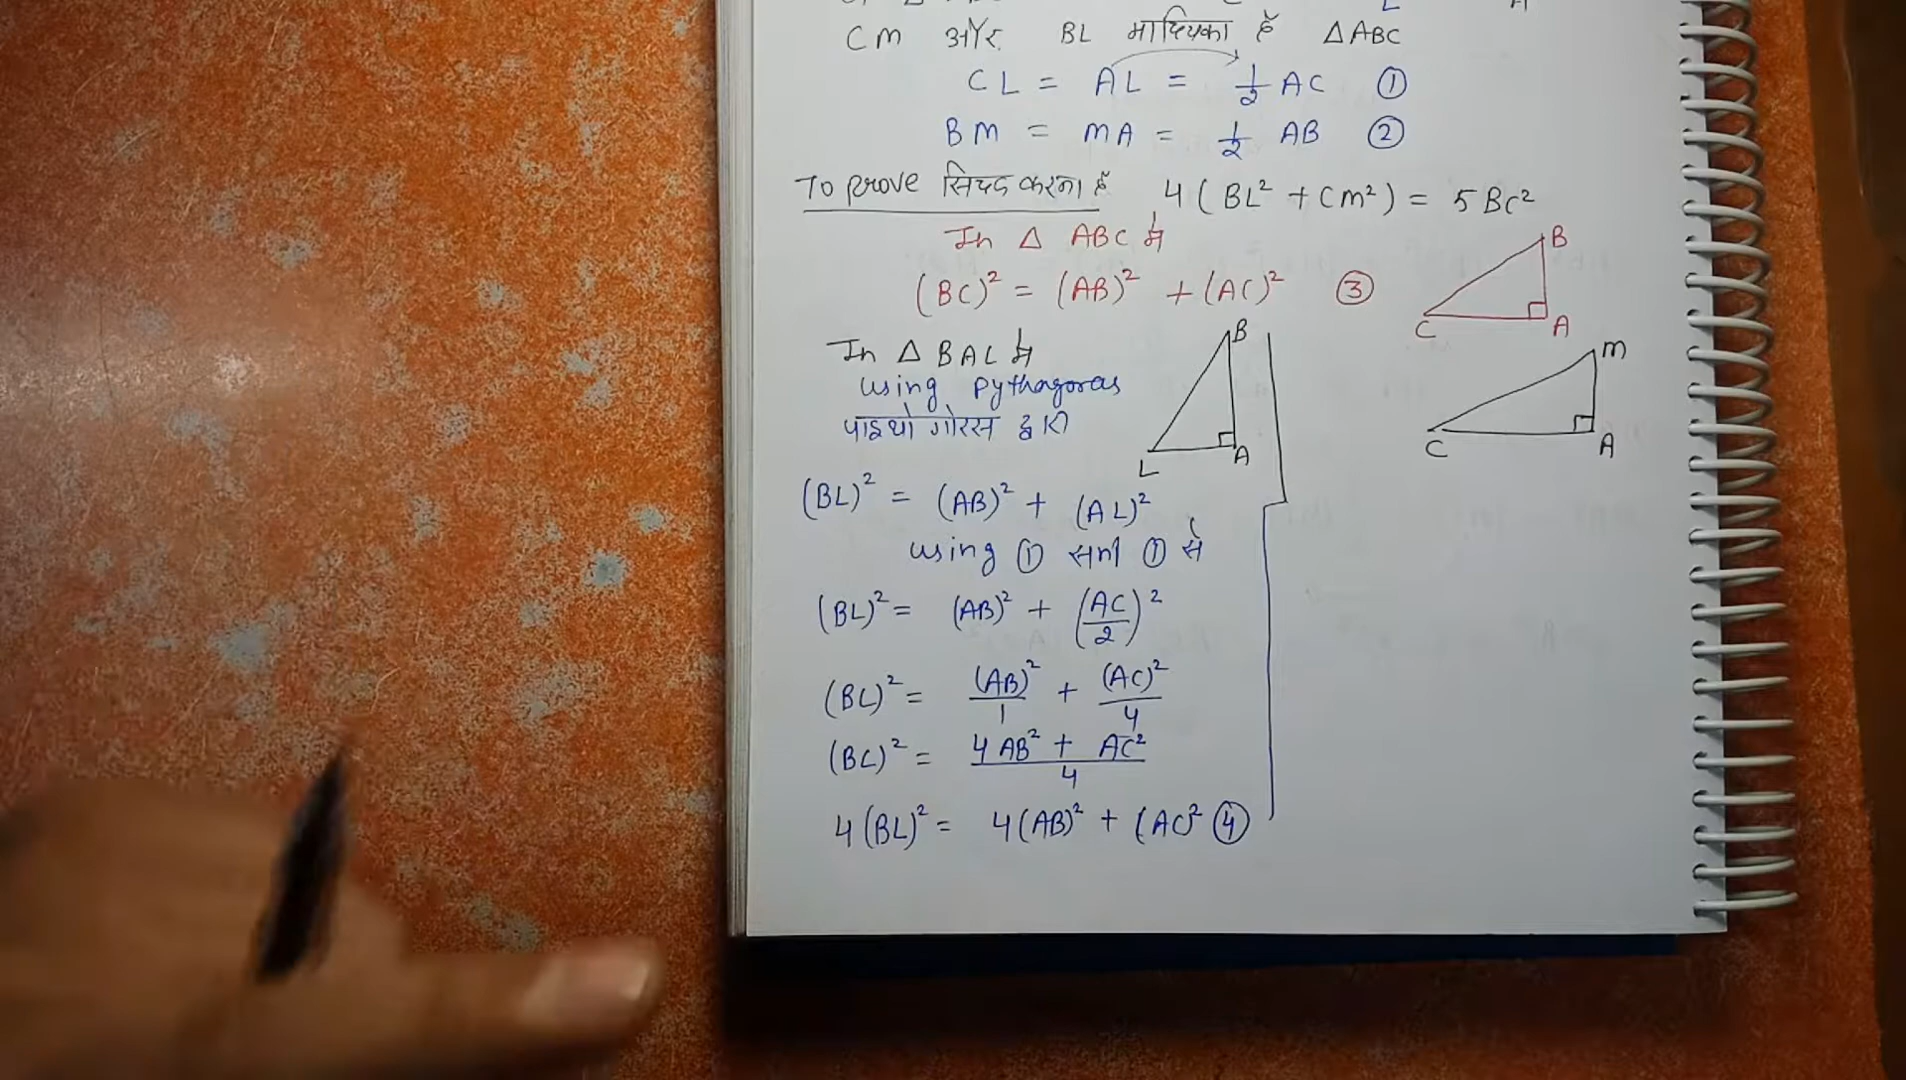 CM और BL माध्यिका हैं △ABC
CL = AL = 1/2 AC ①
BM = MA = 1/2 AB ②
To prove सिद्ध करना है 4(BL² + CM²) = 5BC²
In △ ABC में
(BC)² = (AB)² + (AC)² ③
B
C
A
In △ BAL में
using pythagoras
पाइथोगोरस द्वारा
B
L
A
M
C
A
(BL)² = (AB)² + (AL)²
using ① समी ① से
(BL)² = (AB)² + (AC/2)²
(BL)² = (AB)²/1 + (AC)²/4
(BL)² = 4AB² + AC²/4
4(BL)² = 4(AB)² + (AC)² ④